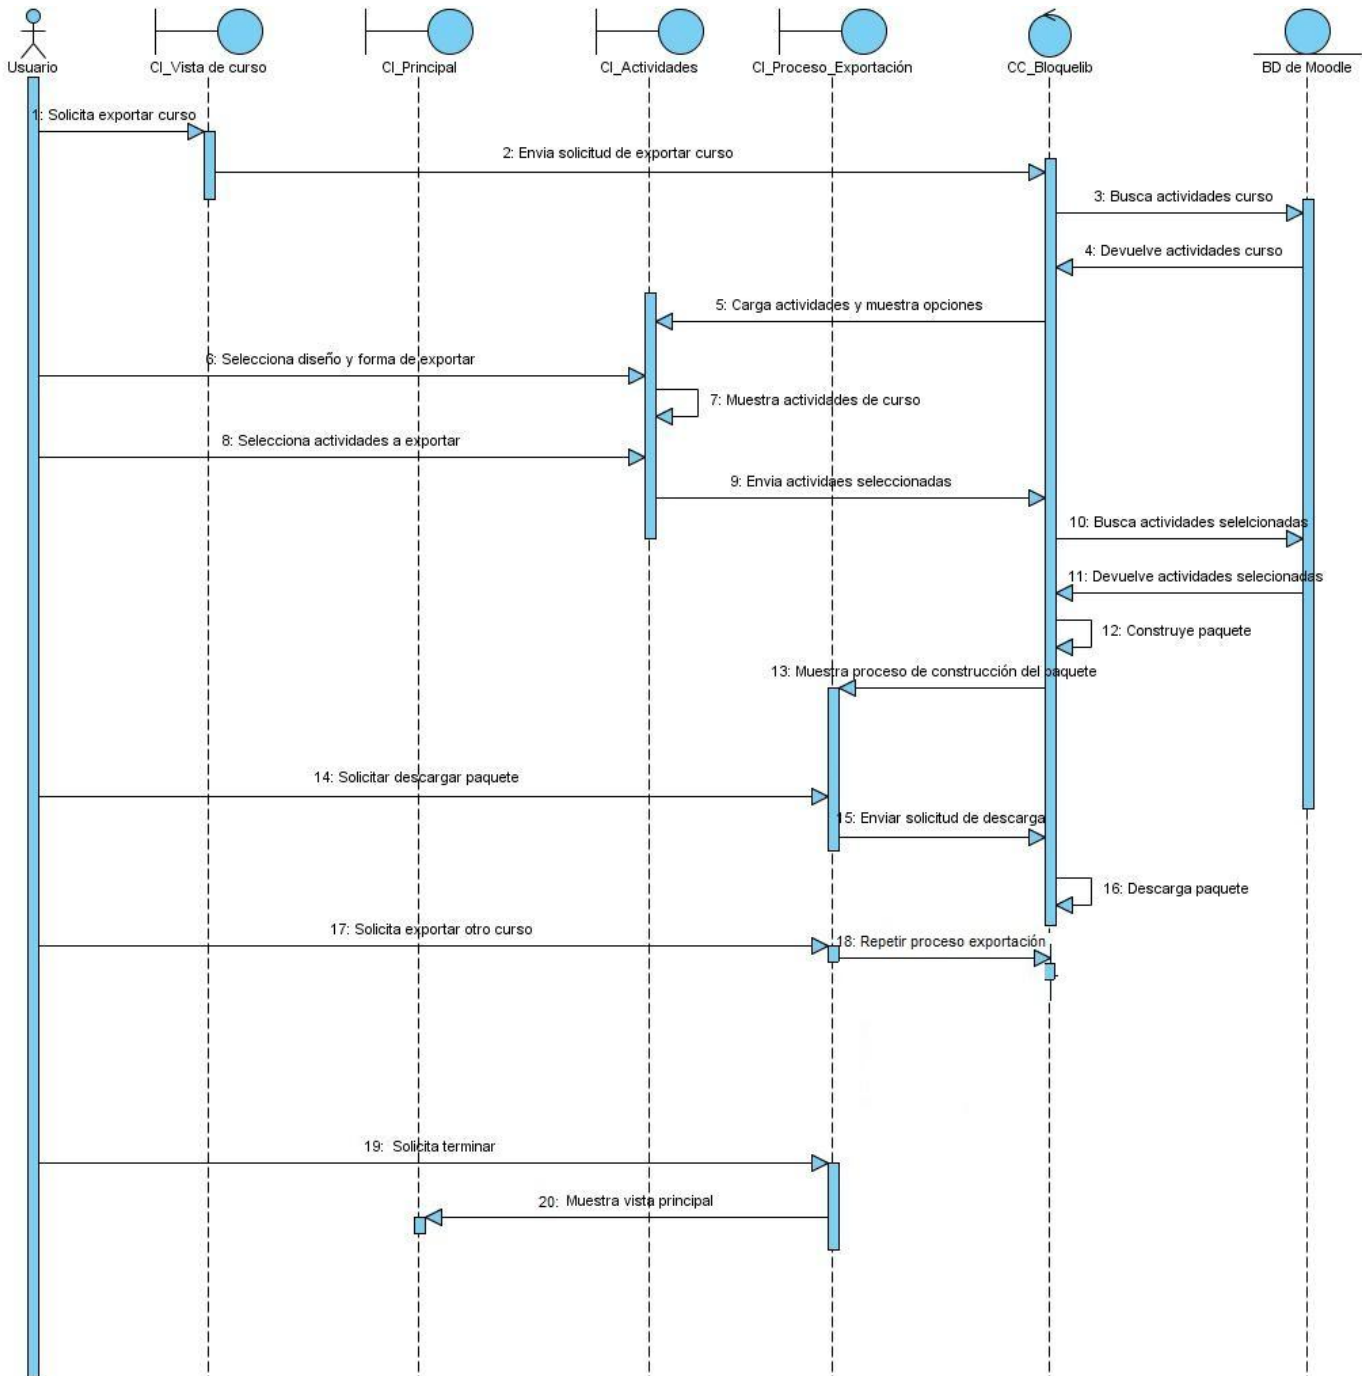 Usuario
CI_Vista de curso
CI_Principal
CI_Actividades
CI_Proceso_Exportación
CC_Bloquelib
BD de Moodle
1: Solicita exportar curso
2: Envia solicitud de exportar curso
3: Busca actividades curso
4: Devuelve actividades curso
5: Carga actividades y muestra opciones
6: Selecciona diseño y forma de exportar
7: Muestra actividades de curso
8: Selecciona actividades a exportar
9: Envia actividaes seleccionadas
10: Busca actividades selelcionadas
11: Devuelve actividades selecionadas
12: Construye paquete
13: Muestra proceso de construcción del paquete
14: Solicitar descargar paquete
15: Enviar solicitud de descarga
16: Descarga paquete
17: Solicita exportar otro curso
18: Repetir proceso exportación
19: Solicita terminar
20: Muestra vista principal